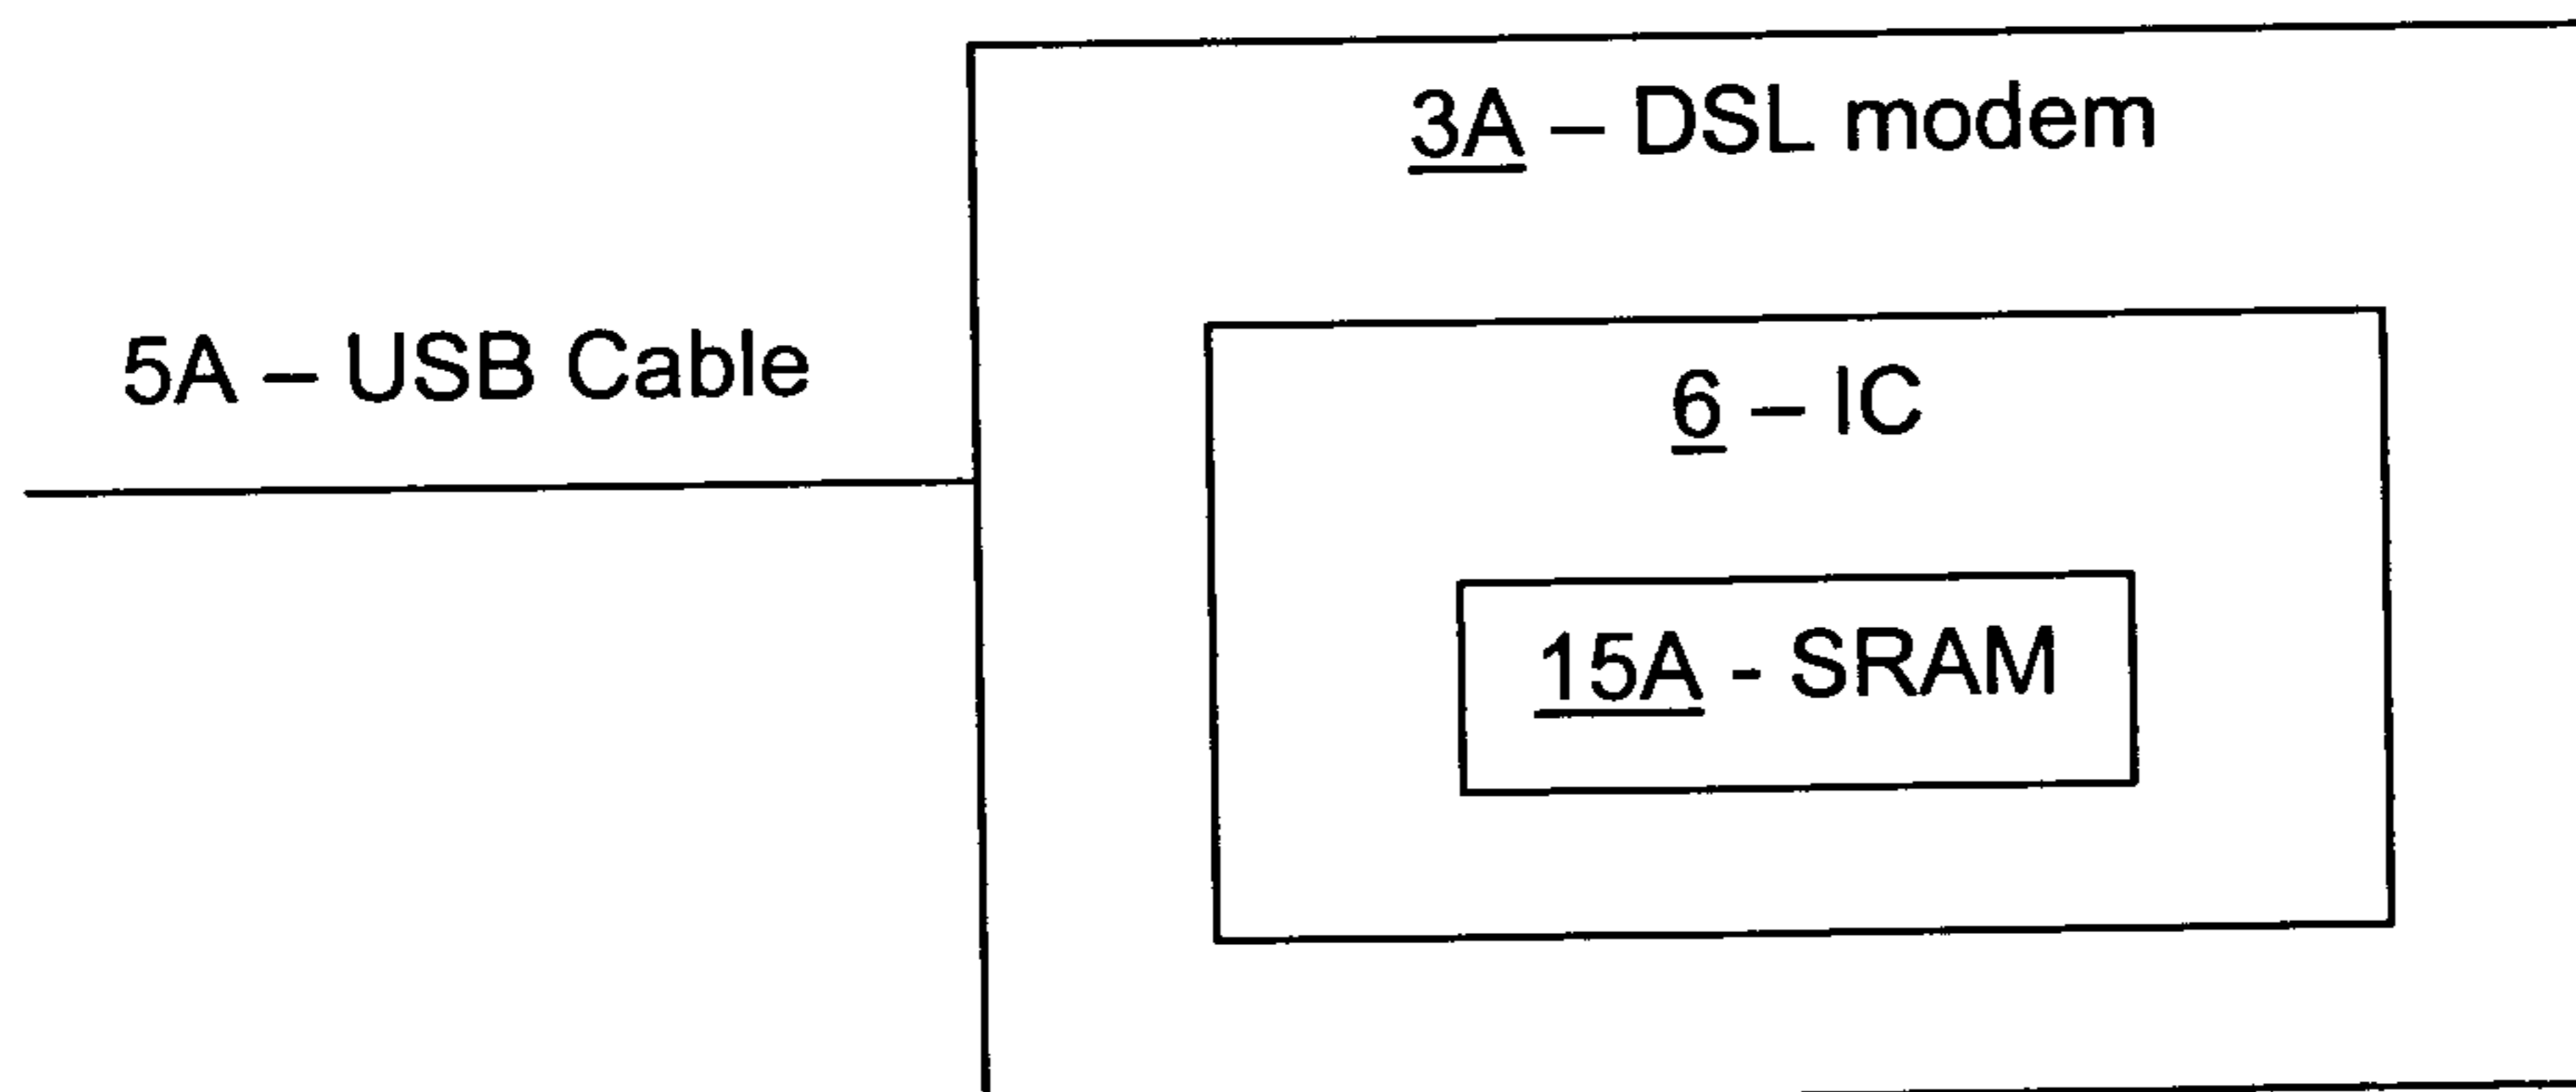 3A – DSL modem
5A – USB Cable
6 – IC
15A - SRAM